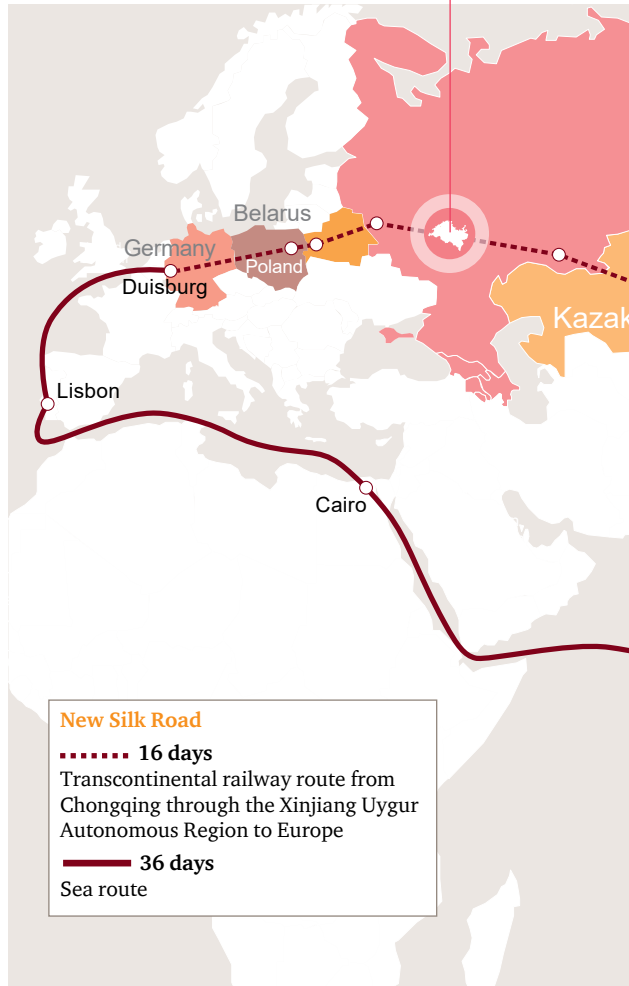 Belarus
Germany
Poland
Duisburg
Kazak
Lisbon
Cairo
New Silk Road
16 days
Transcontinental railway route from
Chongqing through the Xinjiang Uygur
Autonomous Region to Europe
36 days
Sea route